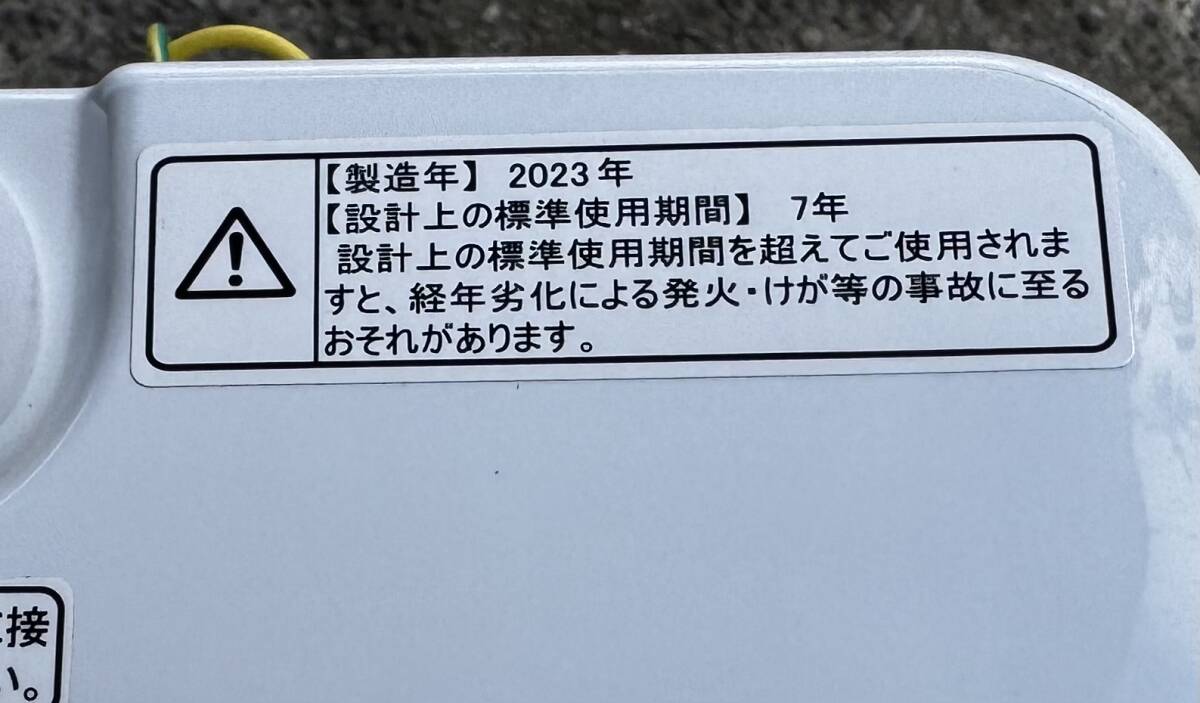 【製造年】 2023年
【設計上の標準使用期間】 7年
設計上の標準使用期間を超えてご使用されま
すと、経年劣化による発火・けが等の事故に至る
おそれがあります。
接
い。